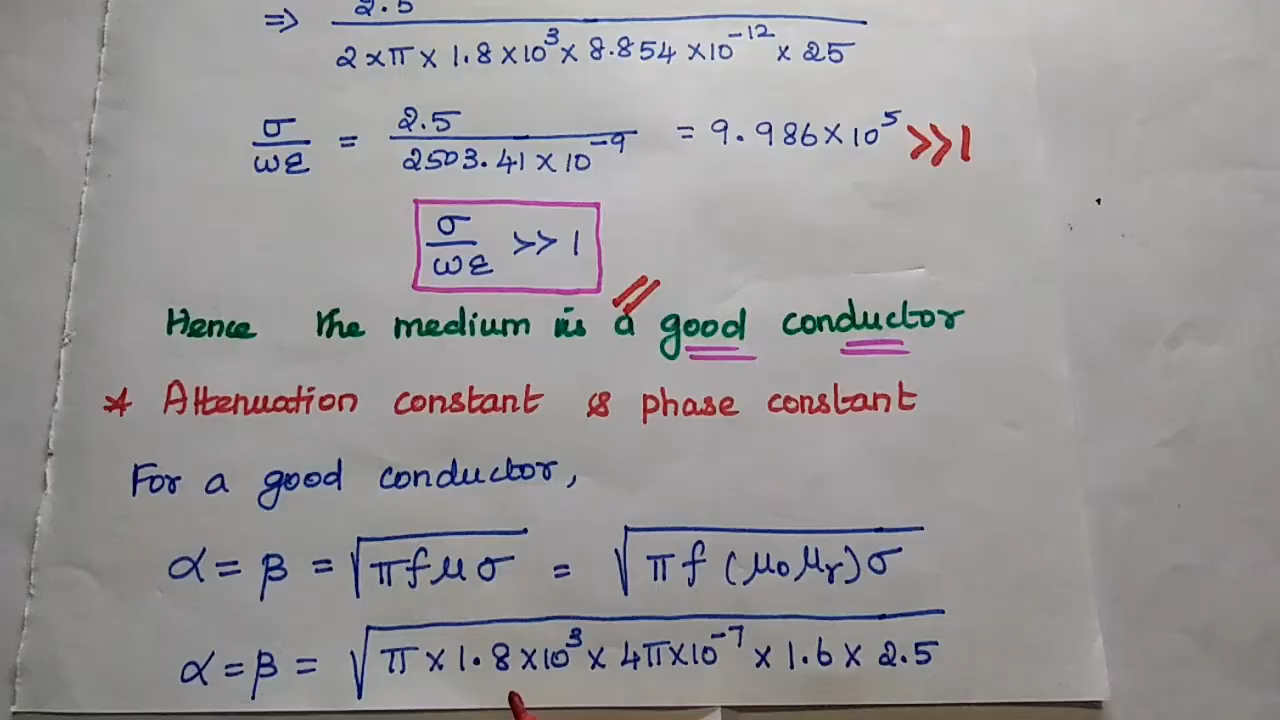 ⇒ 2.5 / 2×π×1.8×10³×8.854×10⁻¹²×25
σ/ωε = 2.5 / 2503.41×10⁻⁹ = 9.986×10⁵ >>1
σ/ωε >> 1
Hence the medium is a good conductor
* Attenuation constant & phase constant
For a good conductor,
α = β = √(πfμσ) = √(πf(μ₀μᵣ)σ)
α = β = √(π×1.8×10³×4π×10⁻⁷×1.6×2.5)